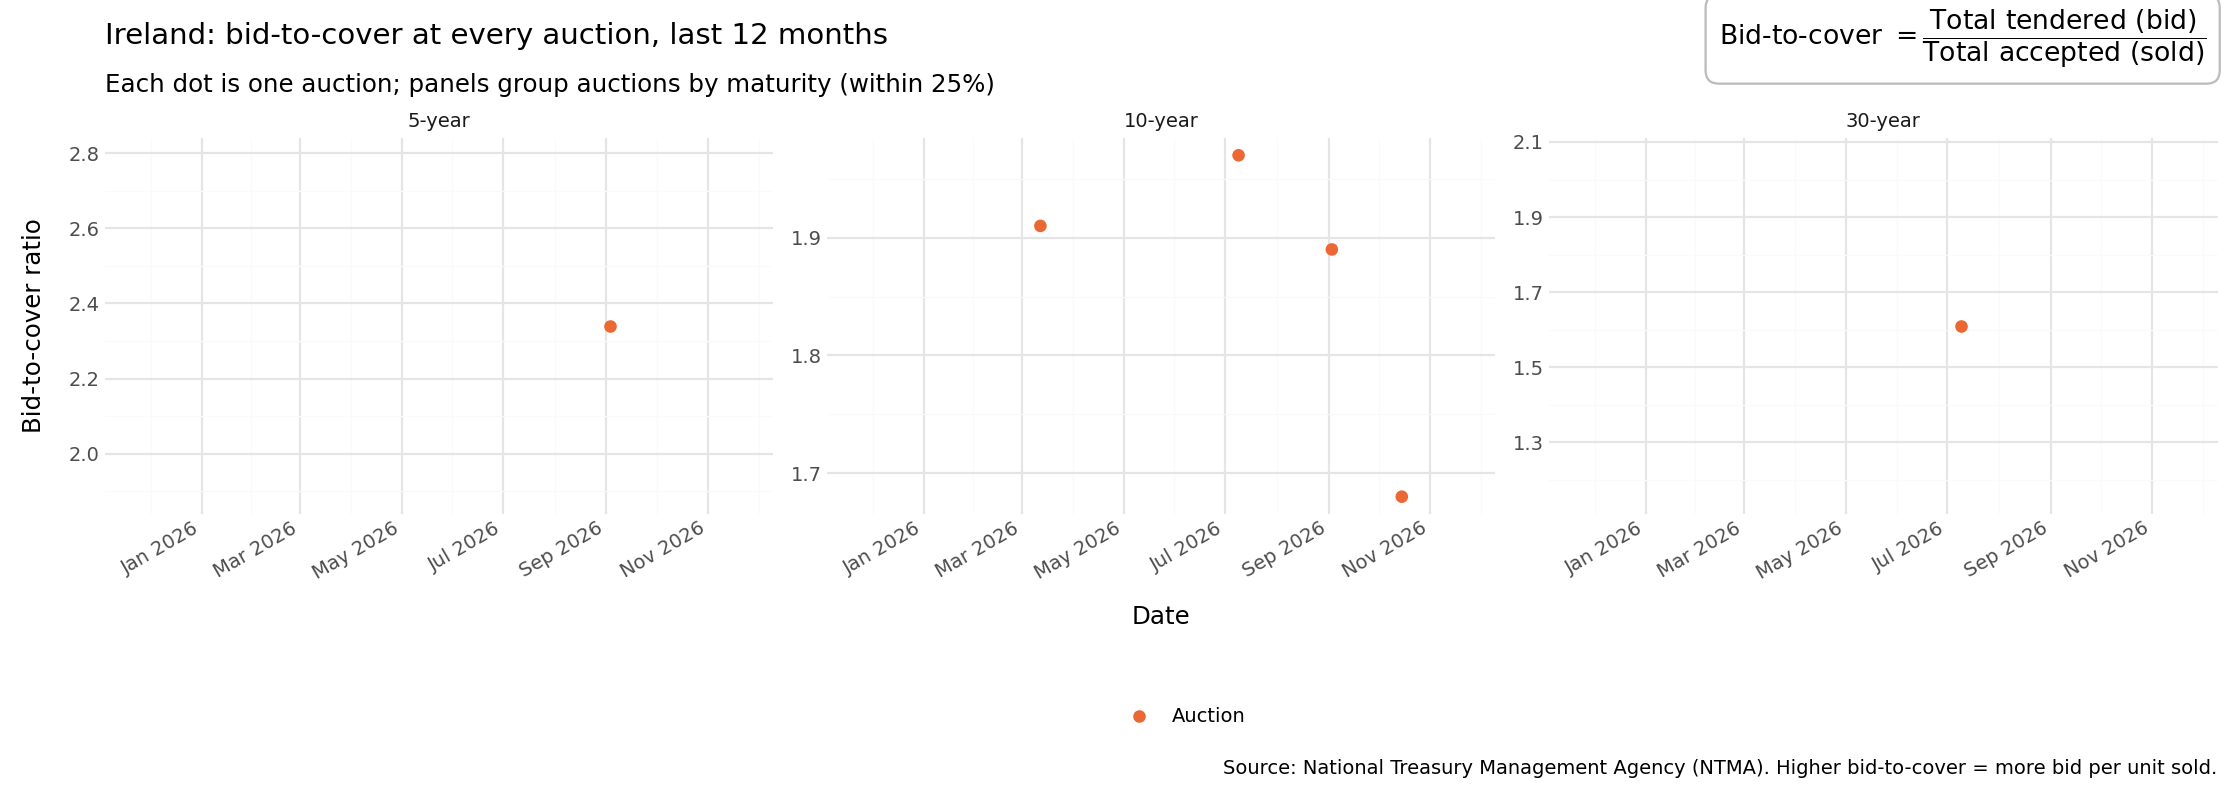 Ireland: bid-to-cover at every auction, last 12 months
Each dot is one auction; panels group auctions by maturity (within 25%)
Bid-to-cover = Total tendered (bid)
Total accepted (sold)
5-year
10-year
30-year
Bid-to-cover ratio
2.8
2.6
2.4
2.2
2.0
1.9
1.8
1.7
2.1
1.9
1.7
1.5
1.3
Jan 2026 Mar 2026 May 2026 Jul 2026 Sep 2026 Nov 2026
Jan 2026 Mar 2026 May 2026 Jul 2026 Sep 2026 Nov 2026
Jan 2026 Mar 2026 May 2026 Jul 2026 Sep 2026 Nov 2026
Date
Auction
Source: National Treasury Management Agency (NTMA). Higher bid-to-cover = more bid per unit sold.